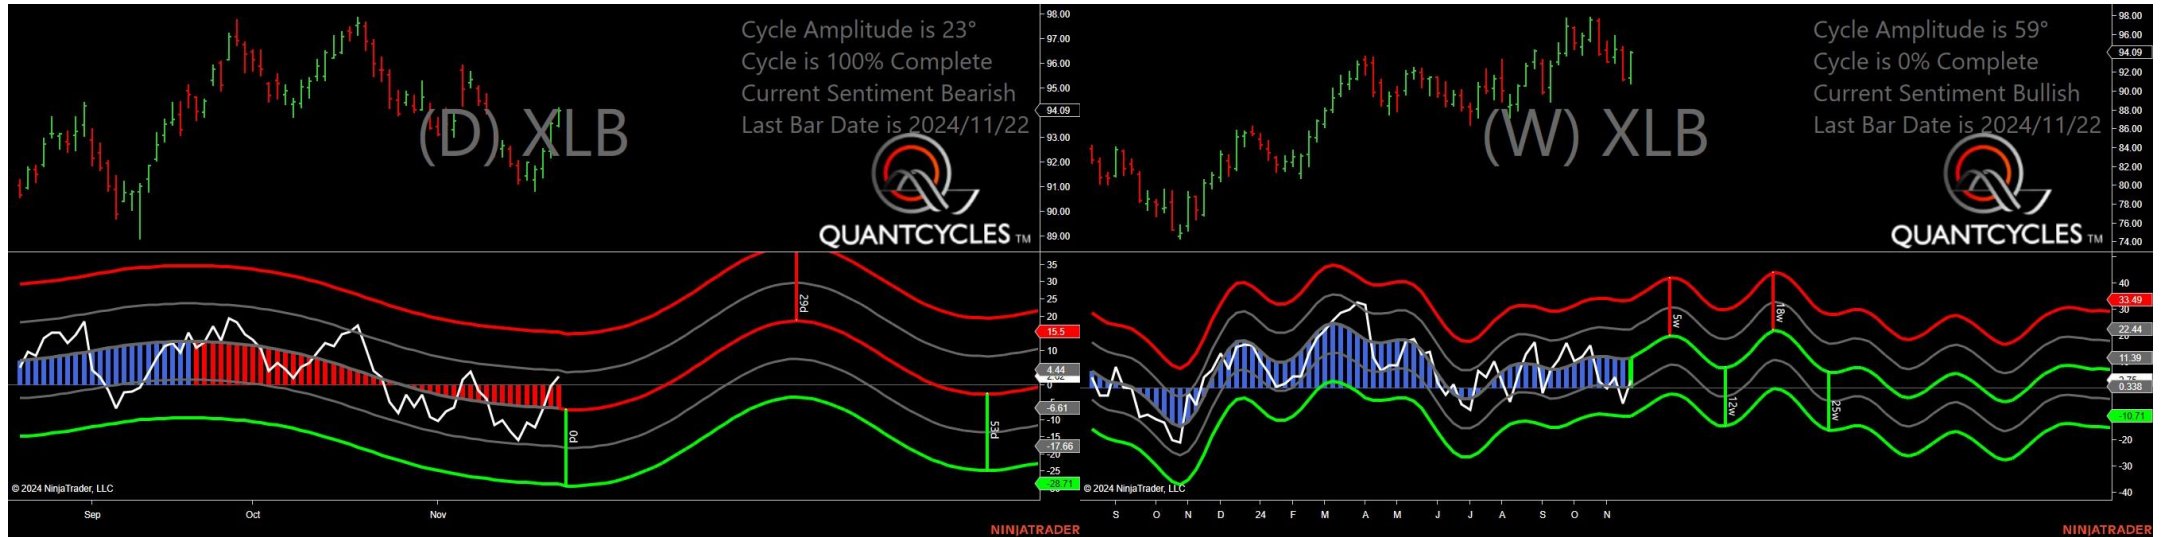 Cycle Amplitude is 23°
Cycle is 100% Complete
Current Sentiment Bearish
Last Bar Date is 2024/11/22
(D) XLB
QUANTCYCLES TM
98.00
97.00
96.00
95.00
94.09
93.00
92.00
91.00
90.00
89.00
35
30
25
20
15.5
10
4.44
0
-6.61
-10
-15
-17.66
-20
-25
-28.71
29d
0d
53d
© 2024 NinjaTrader, LLC
Sep
Oct
Nov
NINJATRADER
Cycle Amplitude is 59°
Cycle is 0% Complete
Current Sentiment Bullish
Last Bar Date is 2024/11/22
(W) XLB
QUANTCYCLES TM
98.00
96.00
94.09
92.00
90.00
88.00
86.00
84.00
82.00
80.00
78.00
76.00
74.00
40
33.49
30
22.44
20
11.39
0.338
-10.71
-20
-30
-40
5w
18w
12w
25w
© 2024 NinjaTrader, LLC
S O N D 24 F M A M J J A S O N
NINJATRADER